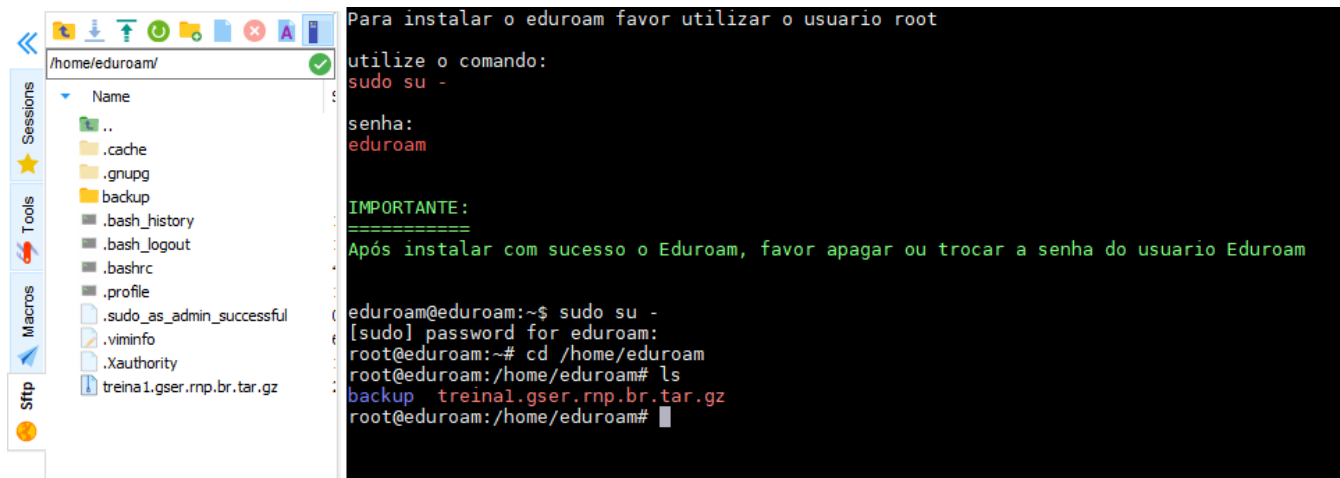 /home/eduroam/
Name
..
.cache
.gnupg
backup
.bash_history
.bash_logout
.bashrc
.profile
.sudo_as_admin_successful
.viminfo
.Xauthority
treina1.gser.rnp.br.tar.gz
Sessions
Tools
Macros
Sftp
Para instalar o eduroam favor utilizar o usuario root
utilize o comando:
sudo su -
senha:
eduroam
IMPORTANTE:
===========
Após instalar com sucesso o Eduroam, favor apagar ou trocar a senha do usuario Eduroam
eduroam@eduroam:~$ sudo su -
[sudo] password for eduroam:
root@eduroam:~# cd /home/eduroam
root@eduroam:/home/eduroam# ls
backup  treina1.gser.rnp.br.tar.gz
root@eduroam:/home/eduroam#